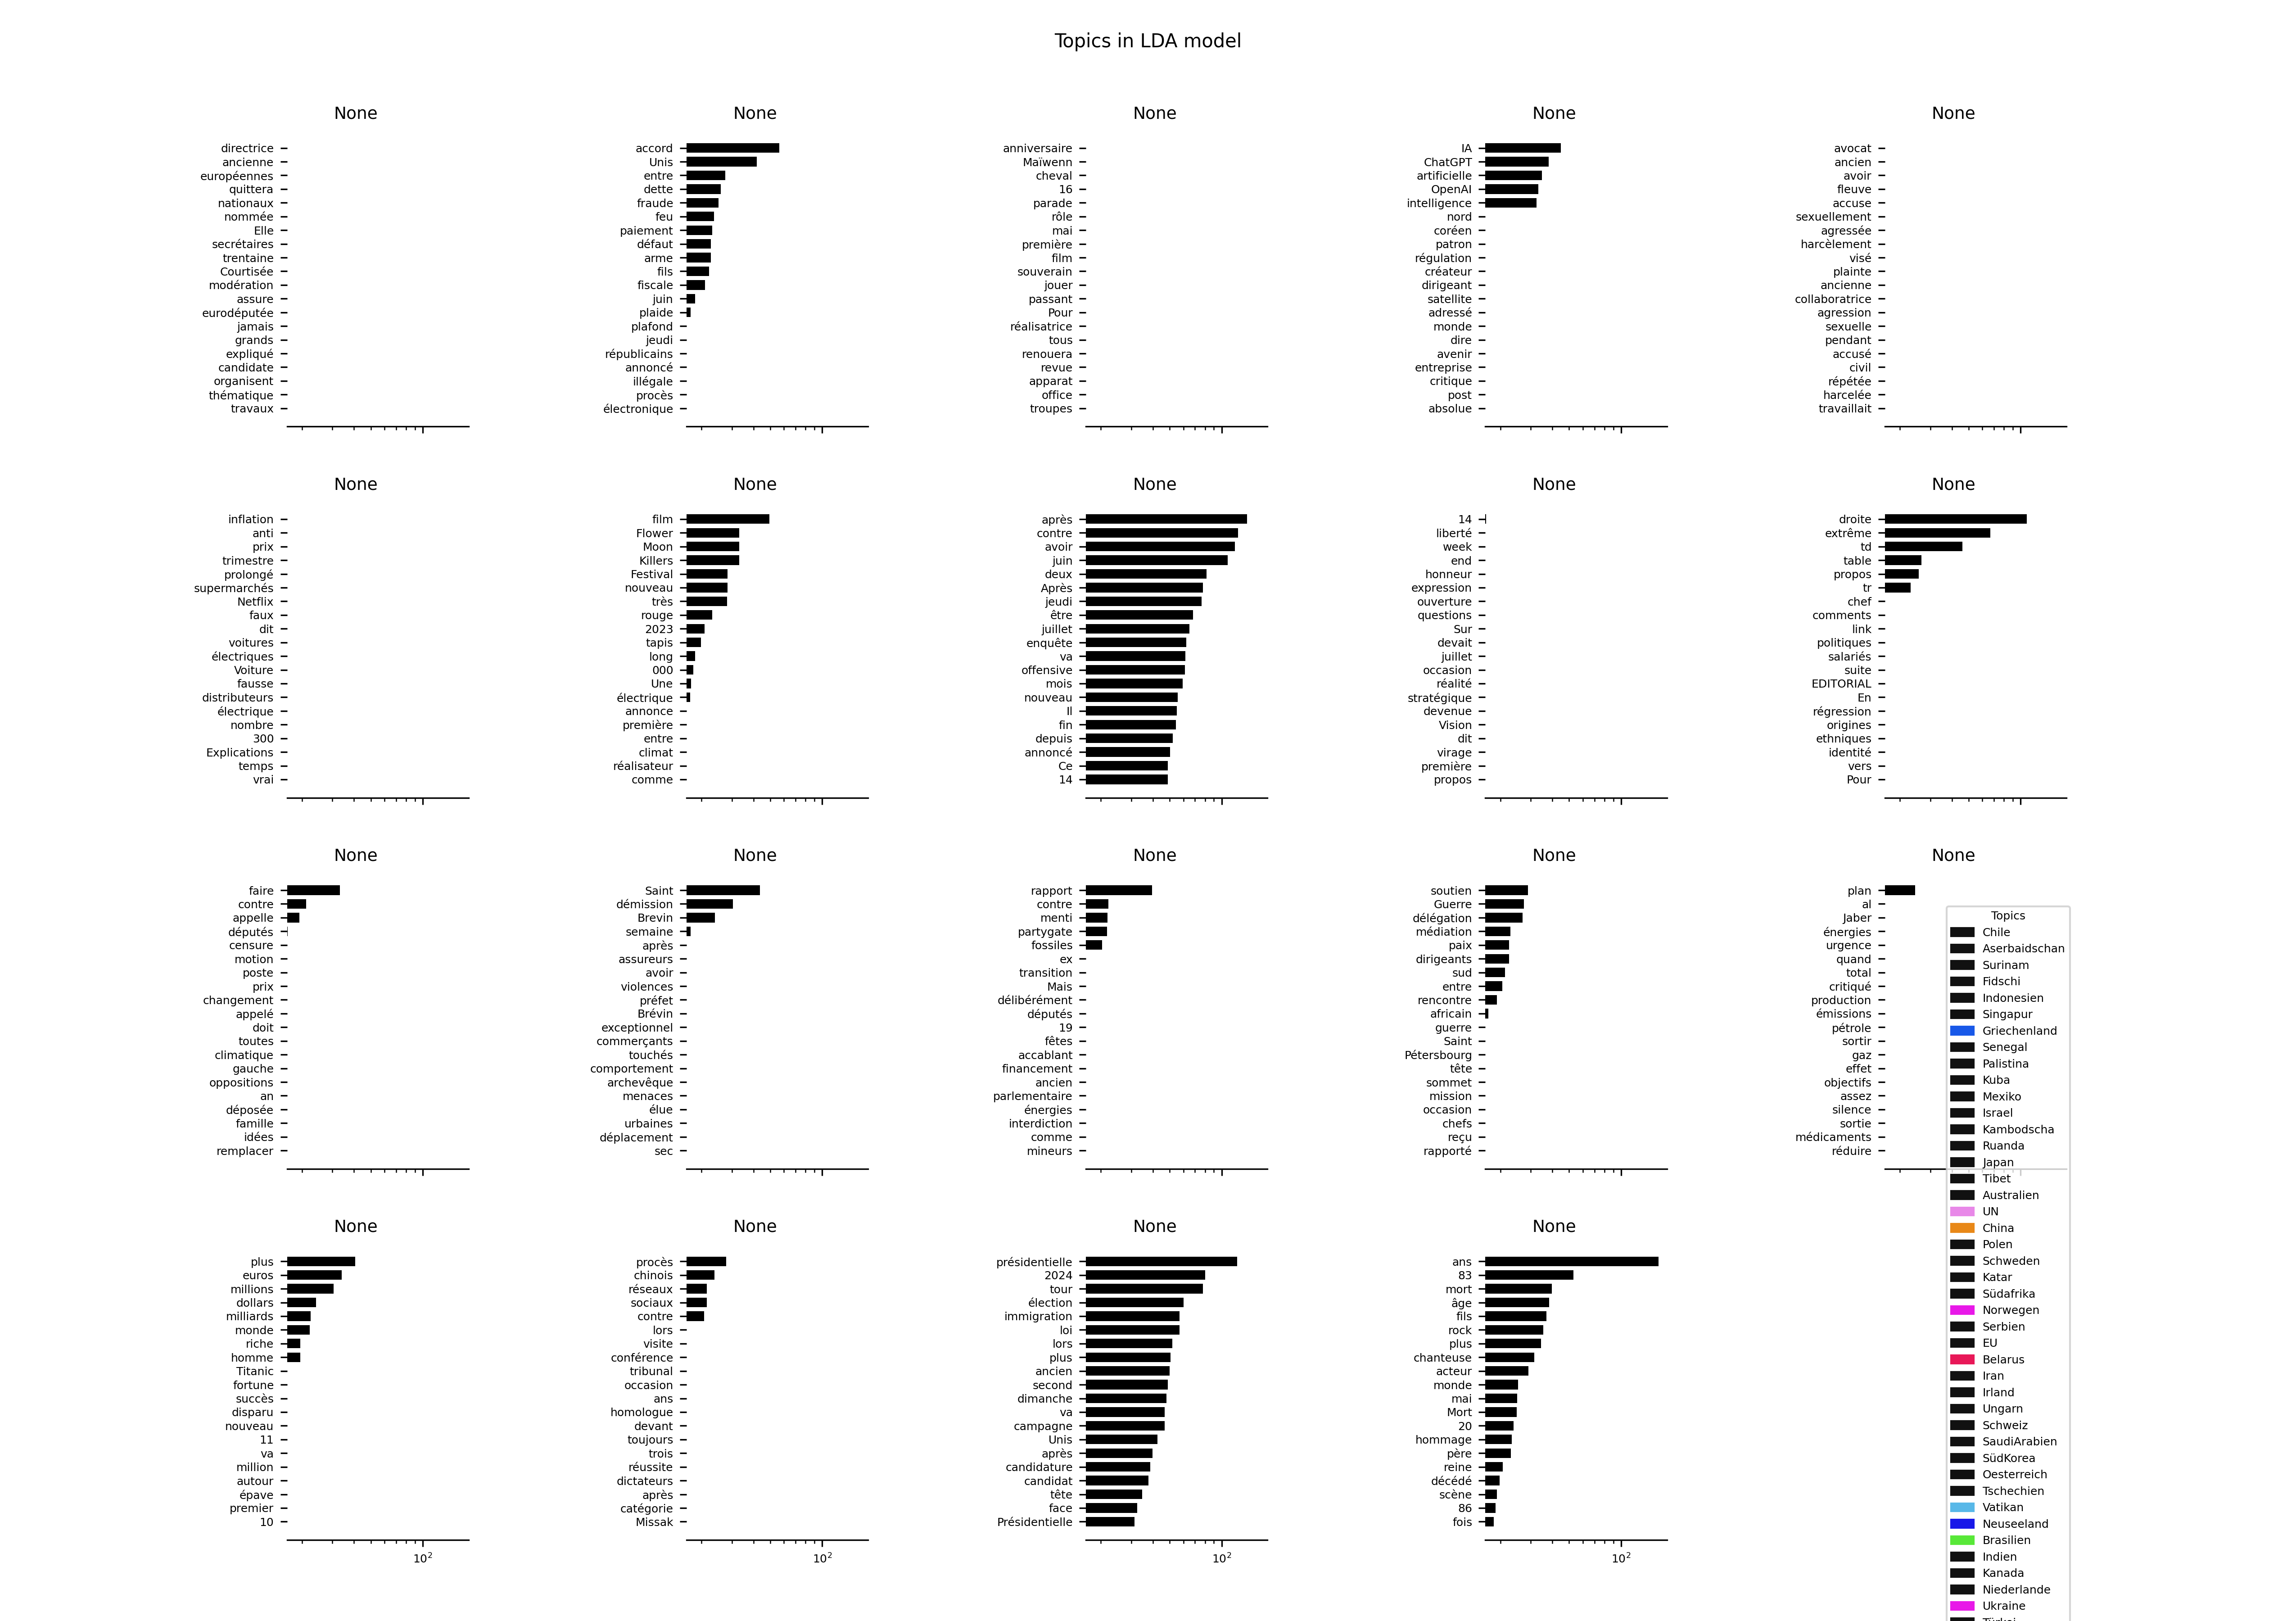 Topics in LDA model
None
directrice
ancienne
européennes
quittera
nationaux
nommée
Elle
secrétaires
trentaine
Courtisée
modération
assure
eurodéputée
jamais
grands
expliqué
candidate
organisent
thématique
travaux
None
accord
Unis
entre
dette
fraude
feu
paiement
défaut
arme
fils
fiscale
juin
plaide
plafond
jeudi
républicains
annoncé
illégale
procès
électronique
None
anniversaire
Maïwenn
cheval
16
parade
rôle
mai
première
film
souverain
jouer
passant
Pour
réalisatrice
tous
renouera
revue
apparat
office
troupes
None
IA
ChatGPT
artificielle
OpenAI
intelligence
nord
coréen
patron
régulation
créateur
dirigeant
satellite
adressé
monde
dire
avenir
entreprise
critique
post
absolue
None
avocat
ancien
avoir
fleuve
accuse
sexuellement
agressée
harcèlement
visé
plainte
ancienne
collaboratrice
agression
sexuelle
pendant
accusé
civil
répétée
harcelée
travaillait
None
inflation
anti
prix
trimestre
prolongé
supermarchés
Netflix
faux
dit
voitures
électriques
Voiture
fausse
distributeurs
électrique
nombre
300
Explications
temps
vrai
None
film
Flower
Moon
Killers
Festival
nouveau
très
rouge
2023
tapis
long
000
Une
électrique
annonce
première
entre
climat
réalisateur
comme
None
après
contre
avoir
juin
deux
Après
jeudi
être
juillet
enquête
va
offensive
mois
nouveau
Il
fin
depuis
annoncé
Ce
14
None
14
liberté
week
end
honneur
expression
ouverture
questions
Sur
devait
juillet
occasion
réalité
stratégique
devenue
Vision
dit
virage
première
propos
None
droite
extrême
td
table
propos
tr
chef
comments
link
politiques
salariés
suite
EDITORIAL
En
régression
origines
ethniques
identité
vers
Pour
None
faire
contre
appelle
députés
censure
motion
poste
prix
changement
appelé
doit
toutes
climatique
gauche
oppositions
an
déposée
famille
idées
remplacer
None
Saint
démission
Brevin
semaine
après
assureurs
avoir
violences
préfet
Brévin
exceptionnel
commerçants
touchés
comportement
archevêque
menaces
élue
urbaines
déplacement
sec
None
rapport
contre
menti
partygate
fossiles
ex
transition
Mais
délibérément
députés
19
fêtes
accablant
financement
ancien
parlementaire
énergies
interdiction
comme
mineurs
None
soutien
Guerre
délégation
médiation
paix
dirigeants
sud
entre
rencontre
africain
guerre
Saint
Pétersbourg
tête
sommet
mission
occasion
chefs
reçu
rapporté
None
plan
al
Jaber
énergies
urgence
quand
total
critiqué
production
émissions
pétrole
sortir
gaz
effet
objectifs
assez
silence
sortie
médicaments
réduire
None
plus
euros
millions
dollars
milliards
monde
riche
homme
Titanic
fortune
succès
disparu
nouveau
11
va
million
autour
épave
premier
10
10²
None
procès
chinois
réseaux
sociaux
contre
lors
visite
conférence
tribunal
occasion
ans
homologue
devant
toujours
trois
réussite
dictateurs
après
catégorie
Missak
10²
None
présidentielle
2024
tour
élection
immigration
loi
lors
plus
ancien
second
dimanche
va
campagne
Unis
après
candidature
candidat
tête
face
Présidentielle
10²
None
ans
83
mort
âge
fils
rock
plus
chanteuse
acteur
monde
mai
Mort
20
hommage
père
reine
décédé
scène
86
fois
10²
Topics
Chile
Aserbaidschan
Surinam
Fidschi
Indonesien
Singapur
Griechenland
Senegal
Palistina
Kuba
Mexiko
Israel
Kambodscha
Ruanda
Japan
Tibet
Australien
UN
China
Polen
Schweden
Katar
Südafrika
Norwegen
Serbien
EU
Belarus
Iran
Irland
Ungarn
Schweiz
SaudiArabien
SüdKorea
Oesterreich
Tschechien
Vatikan
Neuseeland
Brasilien
Indien
Kanada
Niederlande
Ukraine